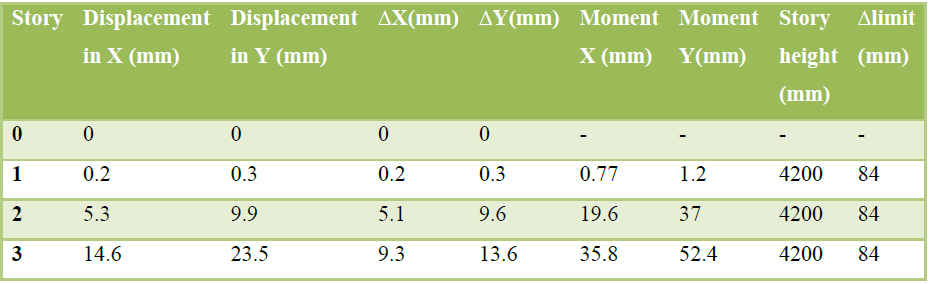 Story Displacement Displacement ΔX(mm) ΔY(mm) Moment Moment Story Δlimit
in X (mm) in Y (mm) X (mm) Y(mm) height (mm)
(mm)
0 0 0 0 0 - - - -
1 0.2 0.3 0.2 0.3 0.77 1.2 4200 84
2 5.3 9.9 5.1 9.6 19.6 37 4200 84
3 14.6 23.5 9.3 13.6 35.8 52.4 4200 84